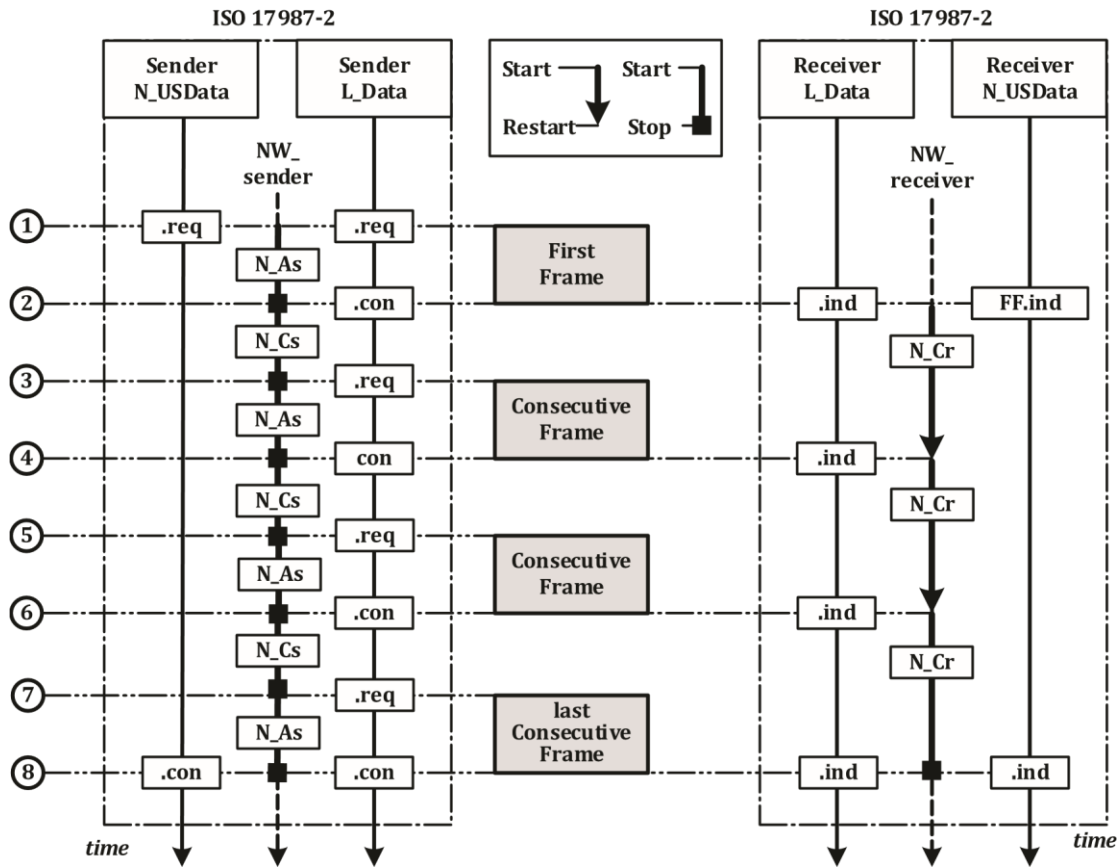 ISO 17987-2
ISO 17987-2
Sender
N_USData
Sender
L_Data
Start
Restart
Start
Stop
Receiver
L_Data
Receiver
N_USData
NW_
sender
NW_
receiver
1
.req
.req
First
Frame
N_As
2
.con
.ind
FF.ind
N_Cs
N_Cr
3
.req
Consecutive
Frame
N_As
4
con
.ind
N_Cs
N_Cr
5
.req
Consecutive
Frame
N_As
6
.con
.ind
N_Cs
N_Cr
7
.req
last
Consecutive
Frame
N_As
8
.con
.con
.ind
.ind
time
time